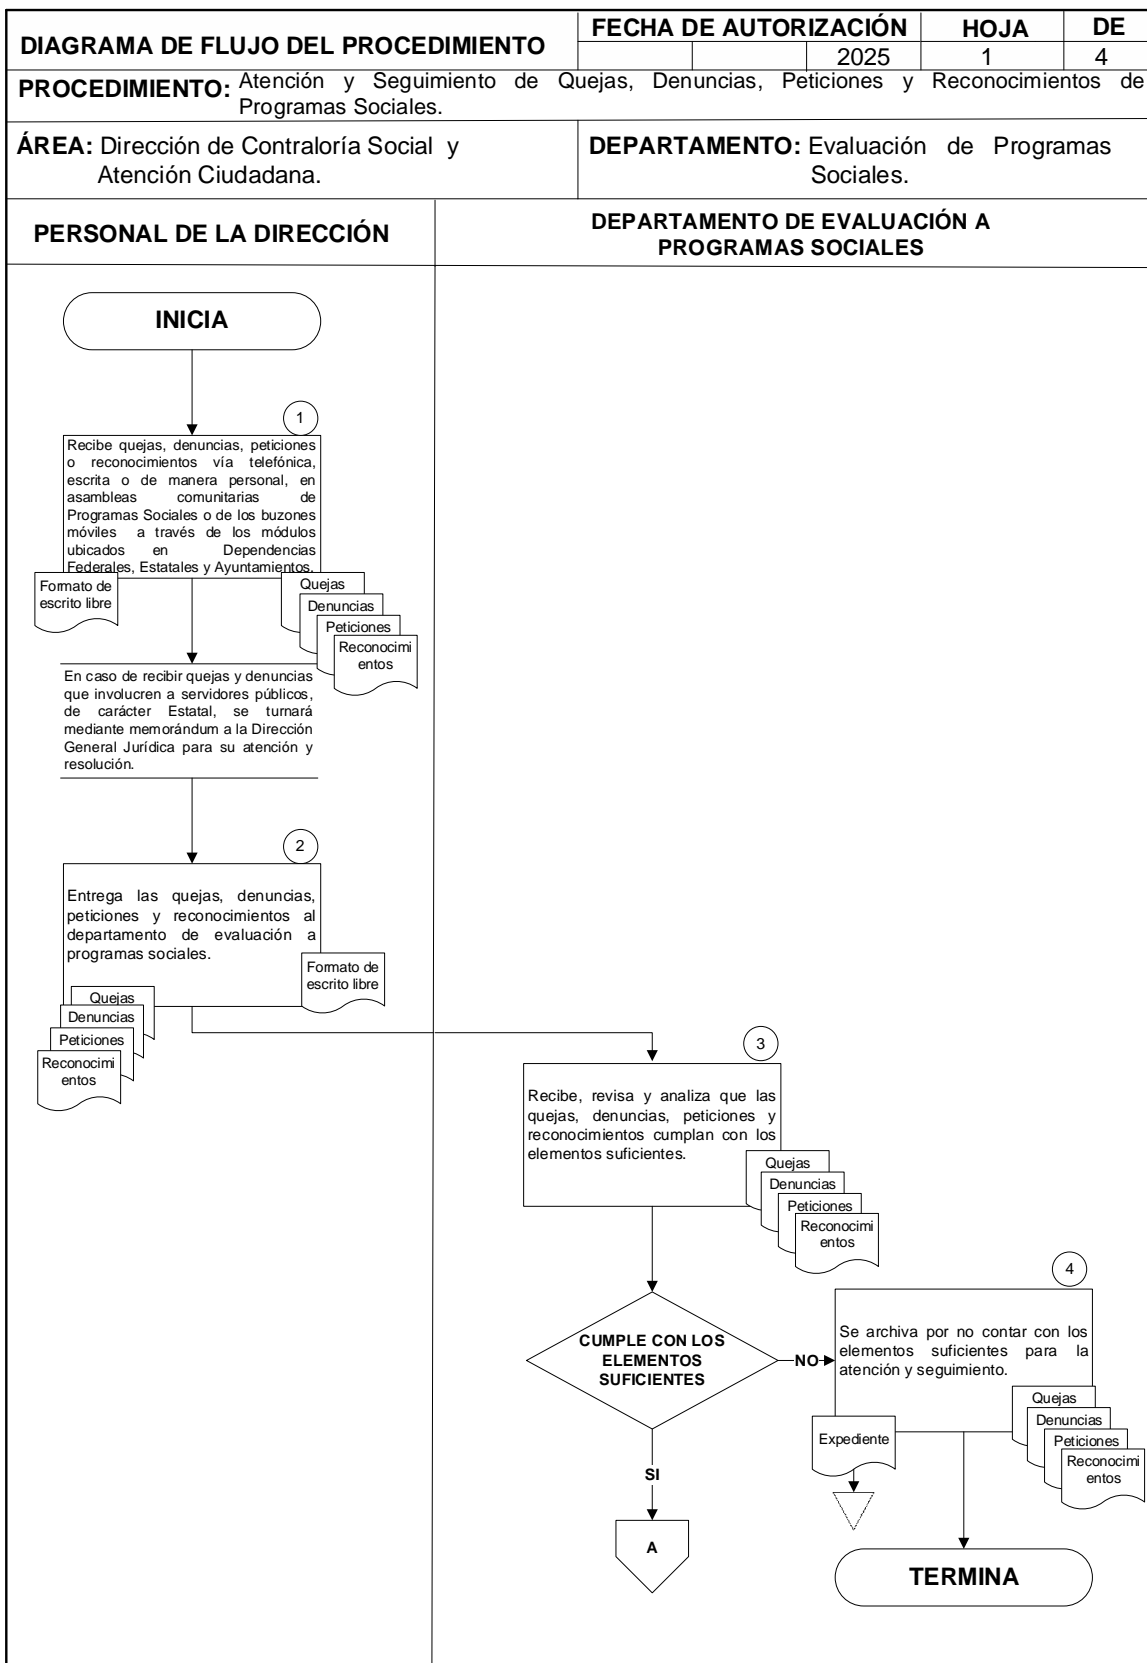 DIAGRAMA DE FLUJO DEL PROCEDIMIENTO
FECHA DE AUTORIZACIÓN
HOJA
DE
2025
1
4
PROCEDIMIENTO: Atención y Seguimiento de Quejas, Denuncias, Peticiones y Reconocimientos de
Programas Sociales.
ÁREA: Dirección de Contraloría Social y
Atención Ciudadana.
DEPARTAMENTO: Evaluación de Programas
Sociales.
PERSONAL DE LA DIRECCIÓN
DEPARTAMENTO DE EVALUACIÓN A
PROGRAMAS SOCIALES
INICIA
1
Recibe quejas, denuncias, peticiones
o reconocimientos vía telefónica,
escrita o de manera personal, en
asambleas comunitarias de
Programas Sociales o de los buzones
móviles a través de los módulos
ubicados en Dependencias
Federales, Estatales y Ayuntamientos.
Formato de
escrito libre
Quejas
Denuncias
Peticiones
Reconocimi
entos
En caso de recibir quejas y denuncias
que involucren a servidores públicos,
de carácter Estatal, se turnará
mediante memorándum a la Dirección
General Jurídica para su atención y
resolución.
2
Entrega las quejas, denuncias,
peticiones y reconocimientos al
departamento de evaluación a
programas sociales.
Formato de
escrito libre
Quejas
Denuncias
Peticiones
Reconocimi
entos
3
Recibe, revisa y analiza que las
quejas, denuncias, peticiones y
reconocimientos cumplan con los
elementos suficientes.
Quejas
Denuncias
Peticiones
Reconocimi
entos
CUMPLE CON LOS
ELEMENTOS
SUFICIENTES
NO
4
Se archiva por no contar con los
elementos suficientes para la
atención y seguimiento.
Quejas
Denuncias
Peticiones
Reconocimi
entos
Expediente
SI
A
TERMINA